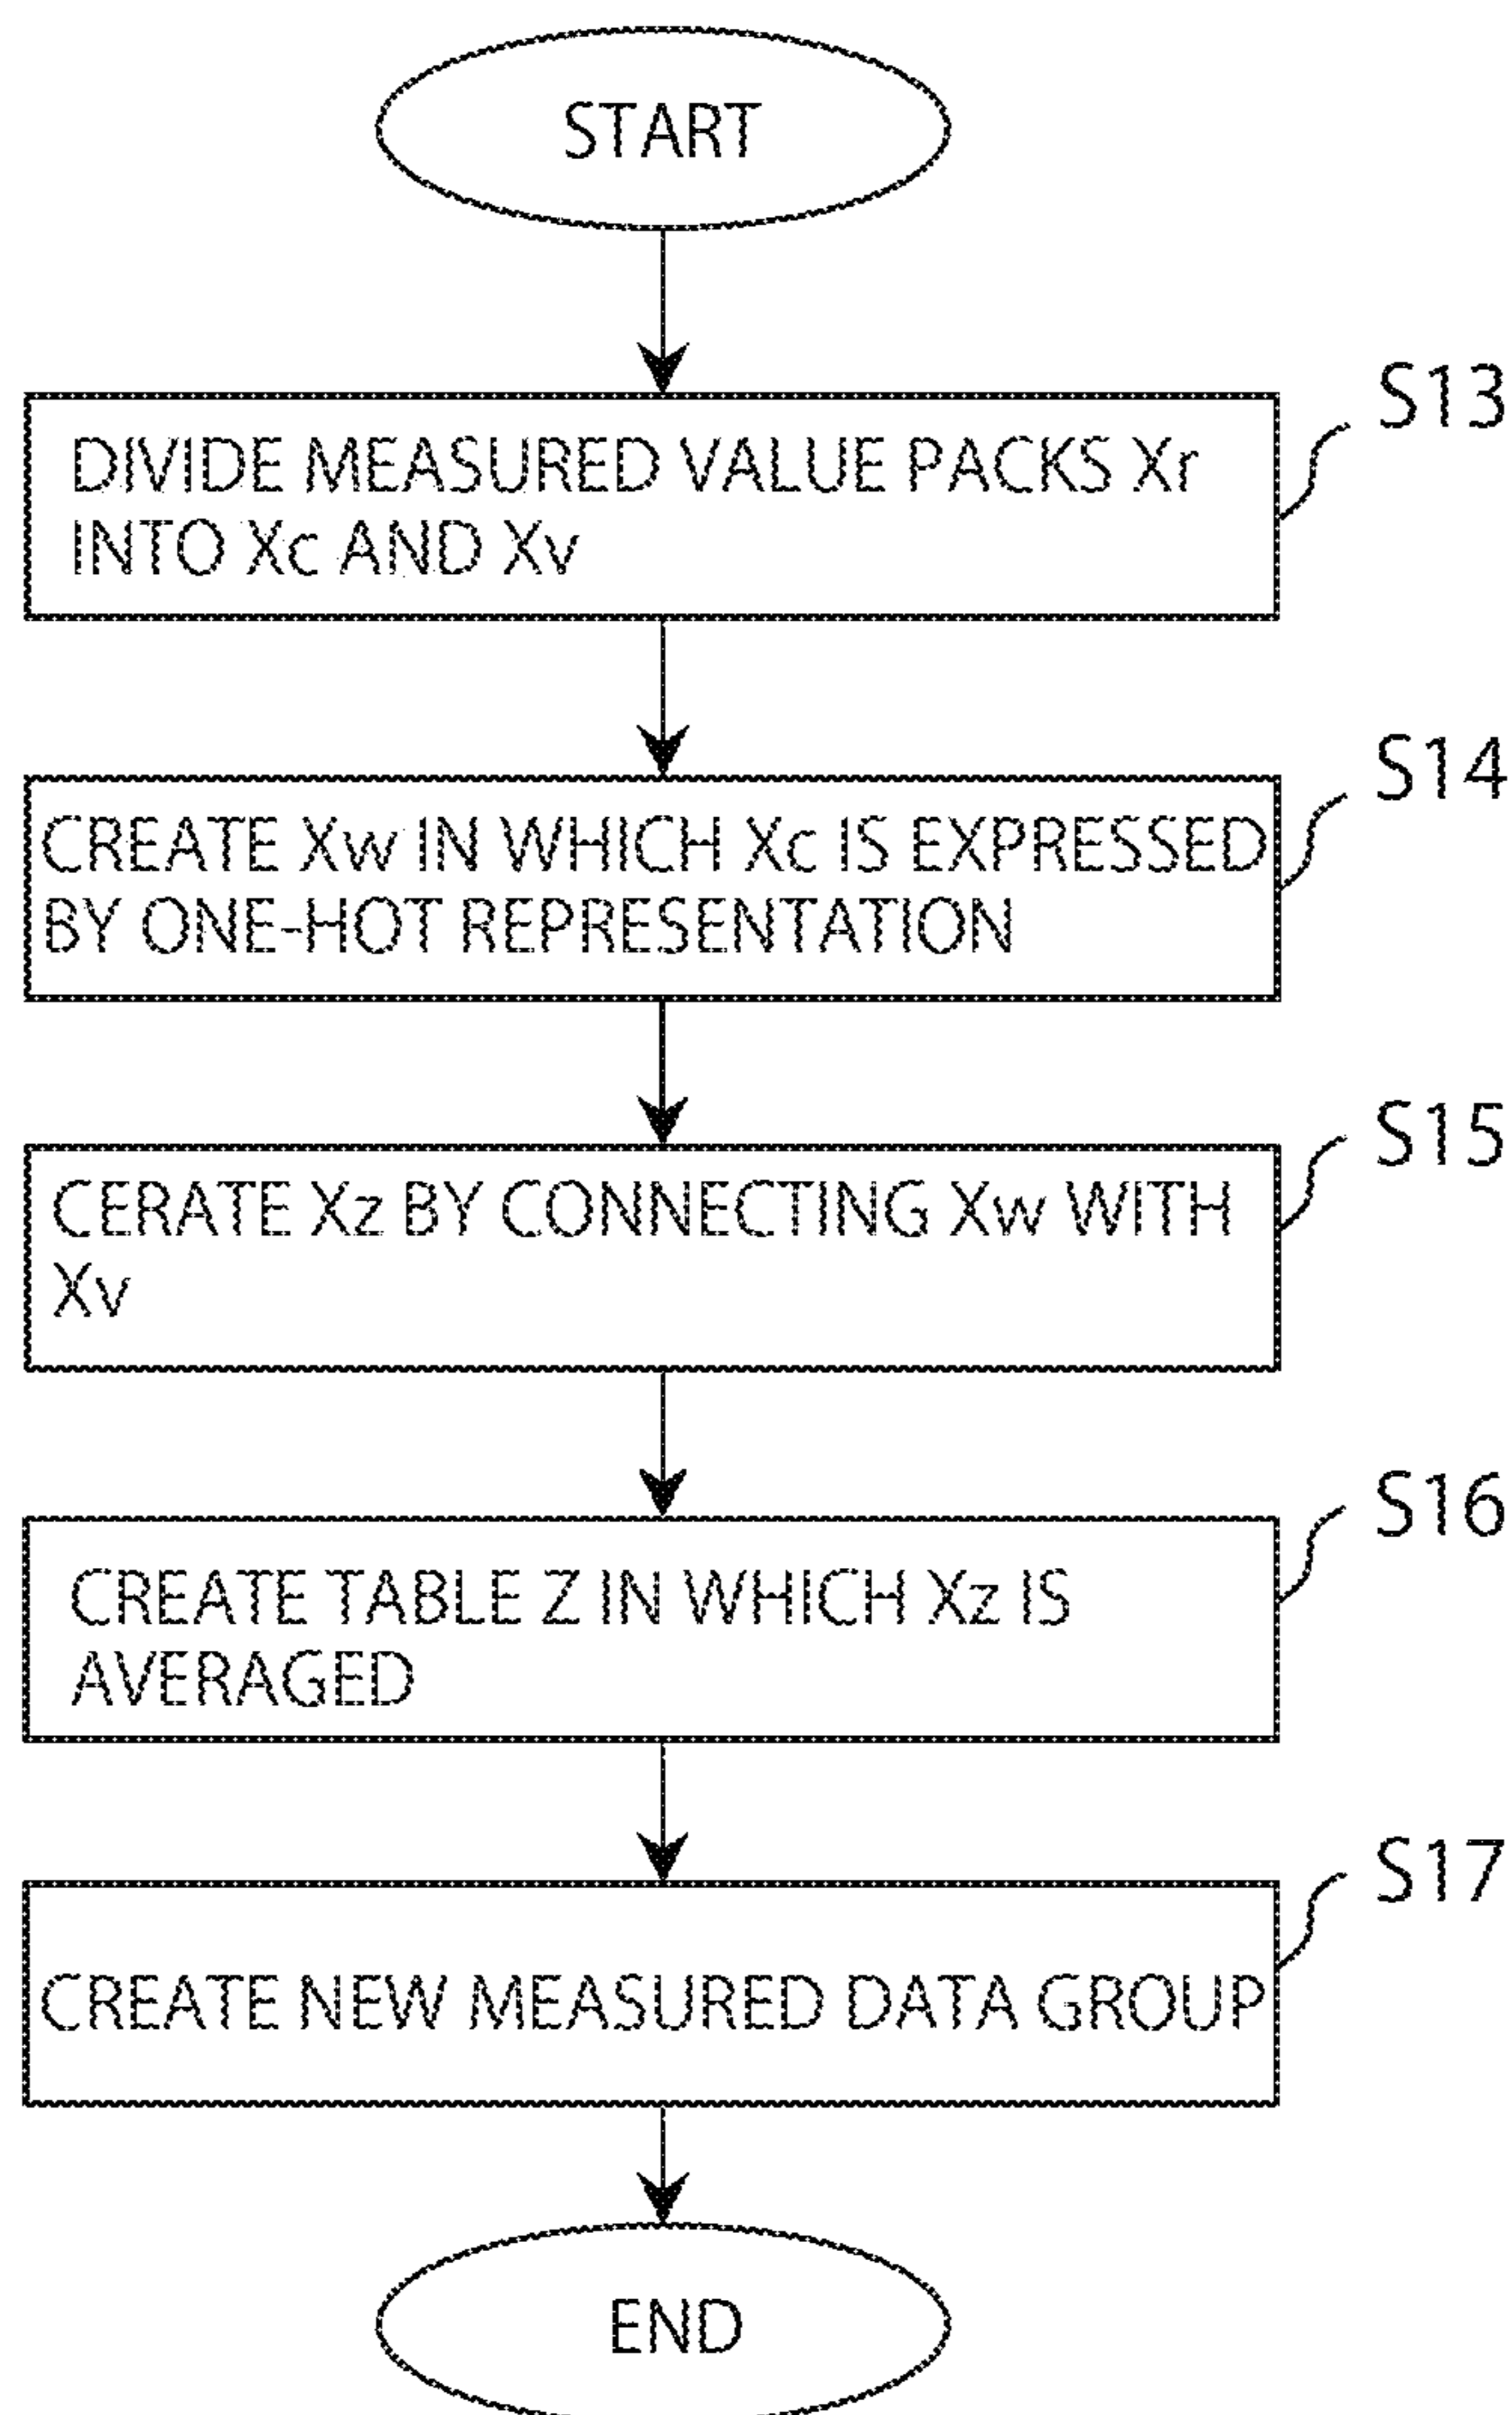 START
S13
DIVIDE MEASURED VALUE PACKS Xr
INTO Xc AND Xv
S14
CREATE Xw IN WHICH Xc IS EXPRESSED
BY ONE-HOT REPRESENTATION
S15
CERATE Xz BY CONNECTING Xw WITH
Xv
S16
CREATE TABLE Z IN WHICH Xz IS
AVERAGED
S17
CREATE NEW MEASURED DATA GROUP
END